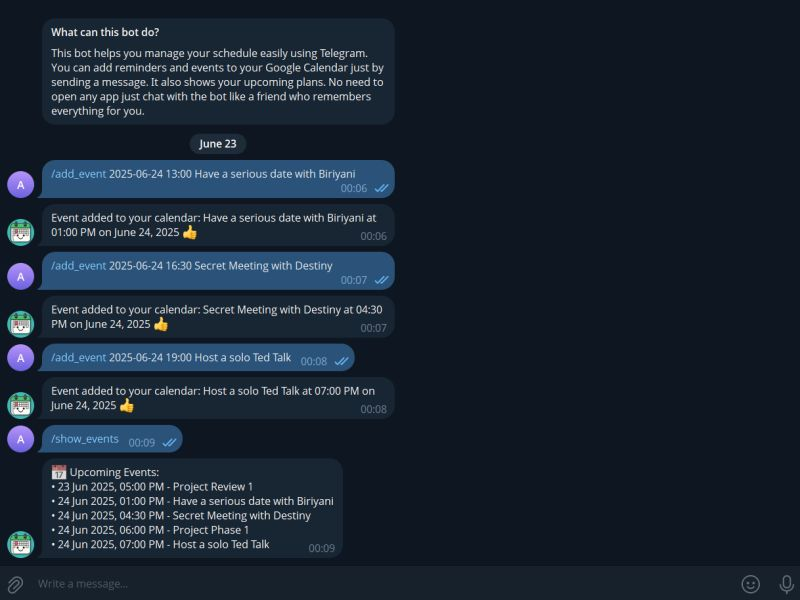 What can this bot do?
This bot helps you manage your schedule easily using Telegram.
You can add reminders and events to your Google Calendar just by
sending a message. It also shows your upcoming plans. No need to
open any app just chat with the bot like a friend who remembers
everything for you.
June 23
A
/add_event 2025-06-24 13:00 Have a serious date with Biriyani
00:06
Event added to your calendar: Have a serious date with Biriyani at
01:00 PM on June 24, 2025 👍
00:06
A
/add_event 2025-06-24 16:30 Secret Meeting with Destiny
00:07
Event added to your calendar: Secret Meeting with Destiny at 04:30
PM on June 24, 2025 👍
00:07
A
/add_event 2025-06-24 19:00 Host a solo Ted Talk 00:08
Event added to your calendar: Host a solo Ted Talk at 07:00 PM on
June 24, 2025 👍
00:08
A
/show_events 00:09
📅 Upcoming Events:
• 23 Jun 2025, 05:00 PM - Project Review 1
• 24 Jun 2025, 01:00 PM - Have a serious date with Biriyani
• 24 Jun 2025, 04:30 PM - Secret Meeting with Destiny
• 24 Jun 2025, 06:00 PM - Project Phase 1
• 24 Jun 2025, 07:00 PM - Host a solo Ted Talk
00:09
Write a message...